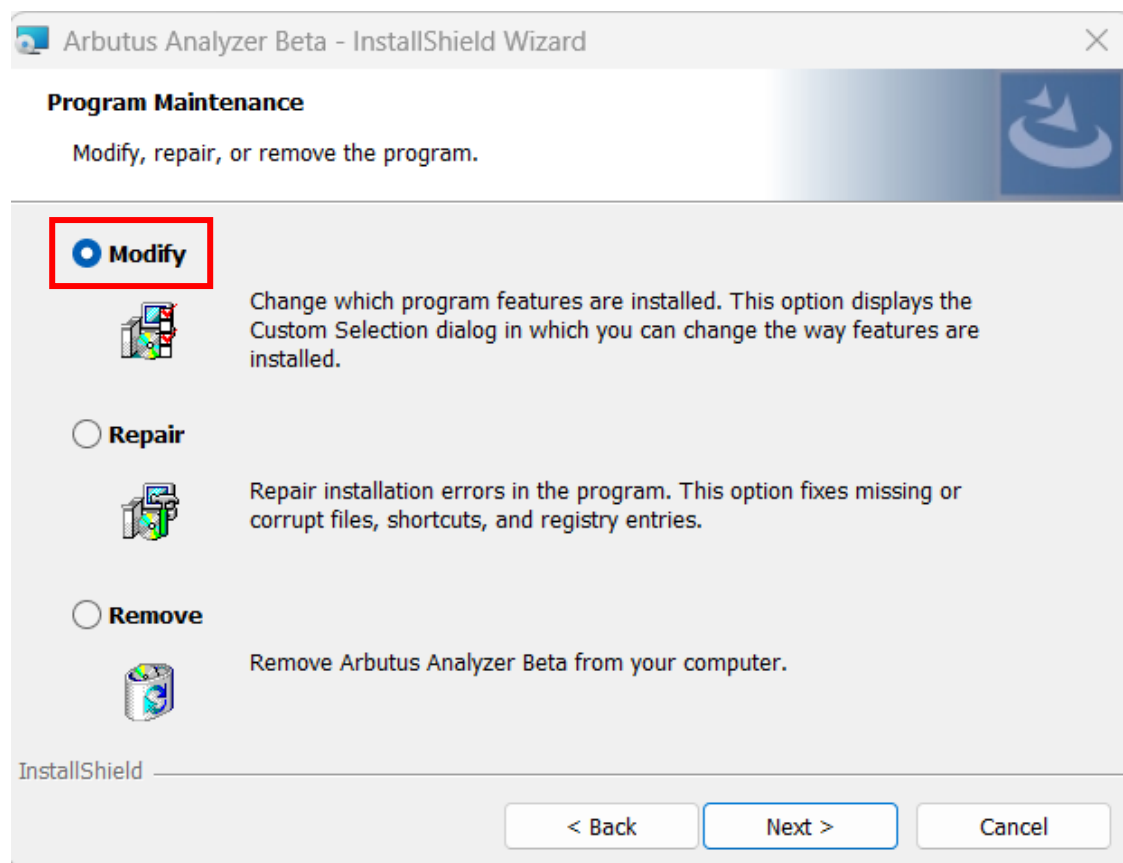 Arbutus Analyzer Beta - InstallShield Wizard
Program Maintenance
Modify, repair, or remove the program.
Modify
Change which program features are installed. This option displays the
Custom Selection dialog in which you can change the way features are
installed.
Repair
Repair installation errors in the program. This option fixes missing or
corrupt files, shortcuts, and registry entries.
Remove
Remove Arbutus Analyzer Beta from your computer.
InstallShield
< Back
Next >
Cancel